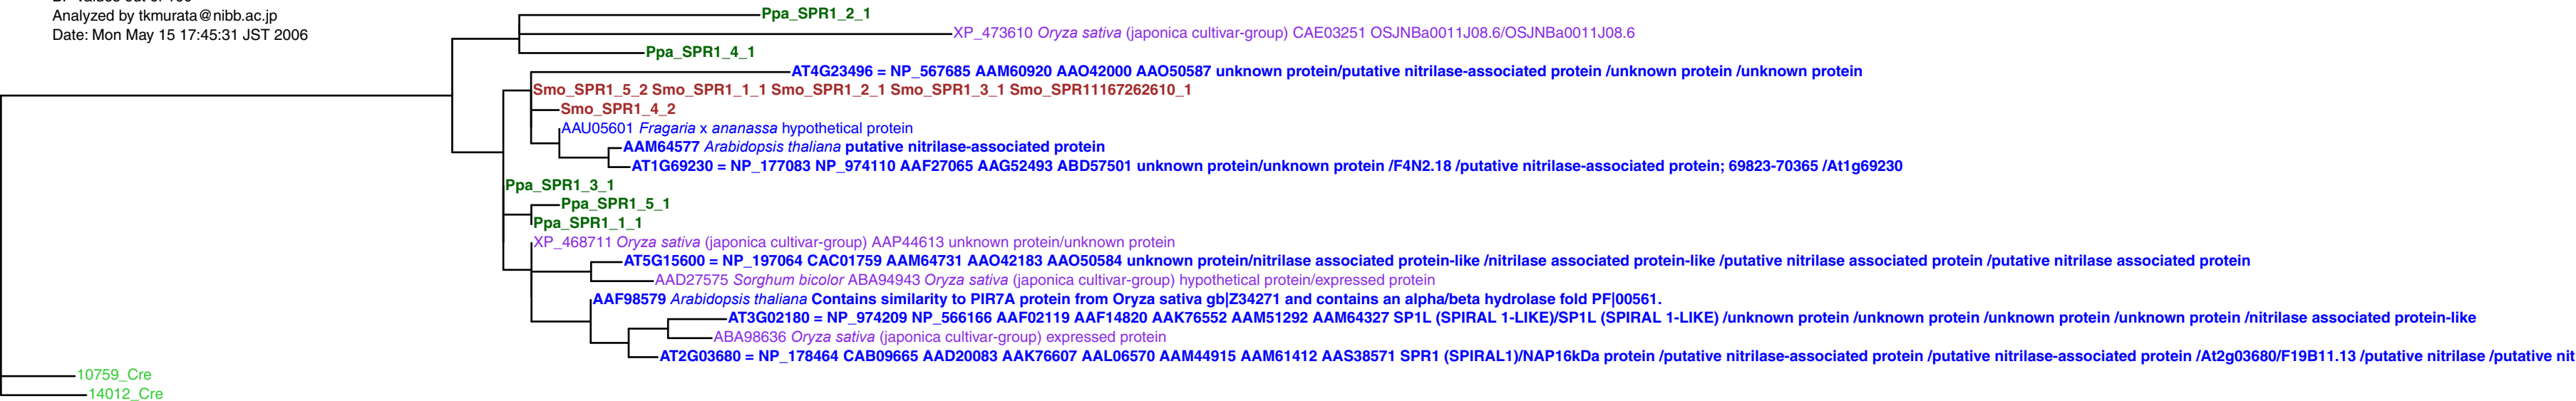 Analyzed by tkmurata@nibb.ac.jp
Date: Mon May 15 17:45:31 JST 2006
Ppa_SPR1_2_1
XP_473610 Oryza sativa (japonica cultivar-group) CAE03251 OSJNBa0011J08.6/OSJNBa0011J08.6
Ppa_SPR1_4_1
AT4G23496 = NP_567685 AAM60920 AAO42000 AAO50587 unknown protein/putative nitrilase-associated protein /unknown protein /unknown protein
Smo_SPR1_5_2 Smo_SPR1_1_1 Smo_SPR1_2_1 Smo_SPR1_3_1 Smo_SPR11167262610_1
Smo_SPR1_4_2
AAU05601 Fragaria x ananassa hypothetical protein
AAM64577 Arabidopsis thaliana putative nitrilase-associated protein
AT1G69230 = NP_177083 NP_974110 AAF27065 AAG52493 ABD57501 unknown protein/unknown protein /F4N2.18 /putative nitrilase-associated protein; 69823-70365 /At1g69230
Ppa_SPR1_3_1
Ppa_SPR1_5_1
Ppa_SPR1_1_1
XP_468711 Oryza sativa (japonica cultivar-group) AAP44613 unknown protein/unknown protein
AT5G15600 = NP_197064 CAC01759 AAM64731 AAO42183 AAO50584 unknown protein/nitrilase associated protein-like /nitrilase associated protein-like /putative nitrilase associated protein /putative nitrilase associated protein
AAD27575 Sorghum bicolor ABA94943 Oryza sativa (japonica cultivar-group) hypothetical protein/expressed protein
AAF98579 Arabidopsis thaliana Contains similarity to PIR7A protein from Oryza sativa gb|Z34271 and contains an alpha/beta hydrolase fold PF|00561.
AT3G02180 = NP_974209 NP_566166 AAF02119 AAF14820 AAK76552 AAM51292 AAM64327 SP1L (SPIRAL 1-LIKE)/SP1L (SPIRAL 1-LIKE) /unknown protein /unknown protein /unknown protein /unknown protein /nitrilase associated protein-like
ABA98636 Oryza sativa (japonica cultivar-group) expressed protein
AT2G03680 = NP_178464 CAB09665 AAD20083 AAK76607 AAL06570 AAM44915 AAM61412 AAS38571 SPR1 (SPIRAL1)/NAP16kDa protein /putative nitrilase-associated protein /putative nitrilase-associated protein /At2g03680/F19B11.13 /putative nitrilase /putative nit
10759_Cre
14012_Cre